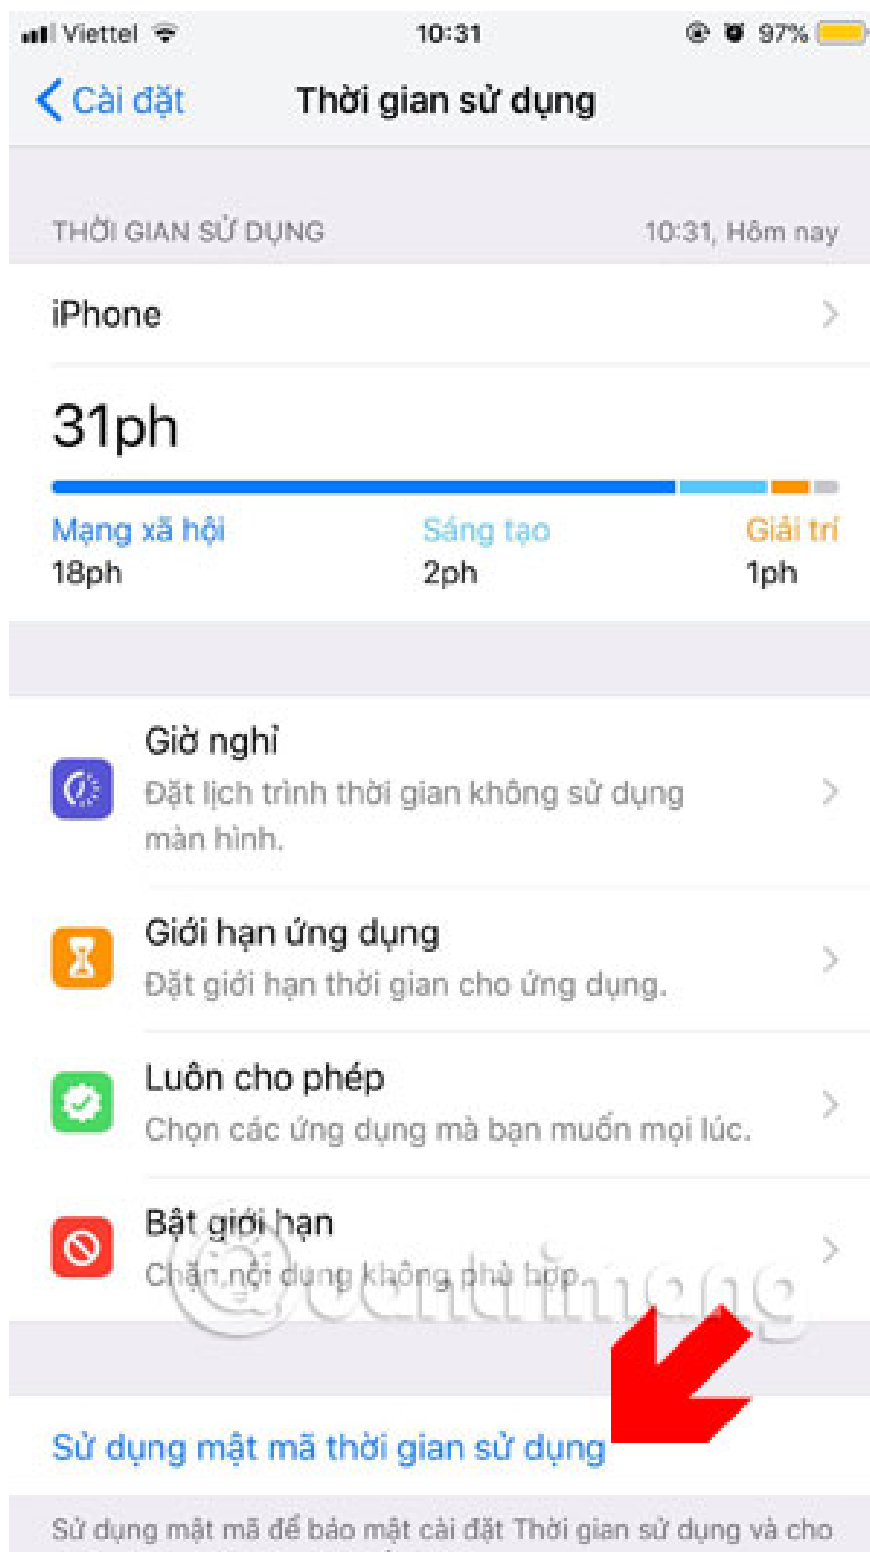 Viettel 10:31 97%
Cài đặt Thời gian sử dụng
THỜI GIAN SỬ DỤNG 10:31, Hôm nay
iPhone
31ph
Mạng xã hội Sáng tạo Giải trí
18ph 2ph 1ph
Giờ nghỉ
Đặt lịch trình thời gian không sử dụng
màn hình.
Giới hạn ứng dụng
Đặt giới hạn thời gian cho ứng dụng.
Luôn cho phép
Chọn các ứng dụng mà bạn muốn mọi lúc.
Bật giới hạn
Chặn nội dung không phù hợp.
quantrimang
Sử dụng mật mã thời gian sử dụng
Sử dụng mật mã để bảo mật cài đặt Thời gian sử dụng và cho